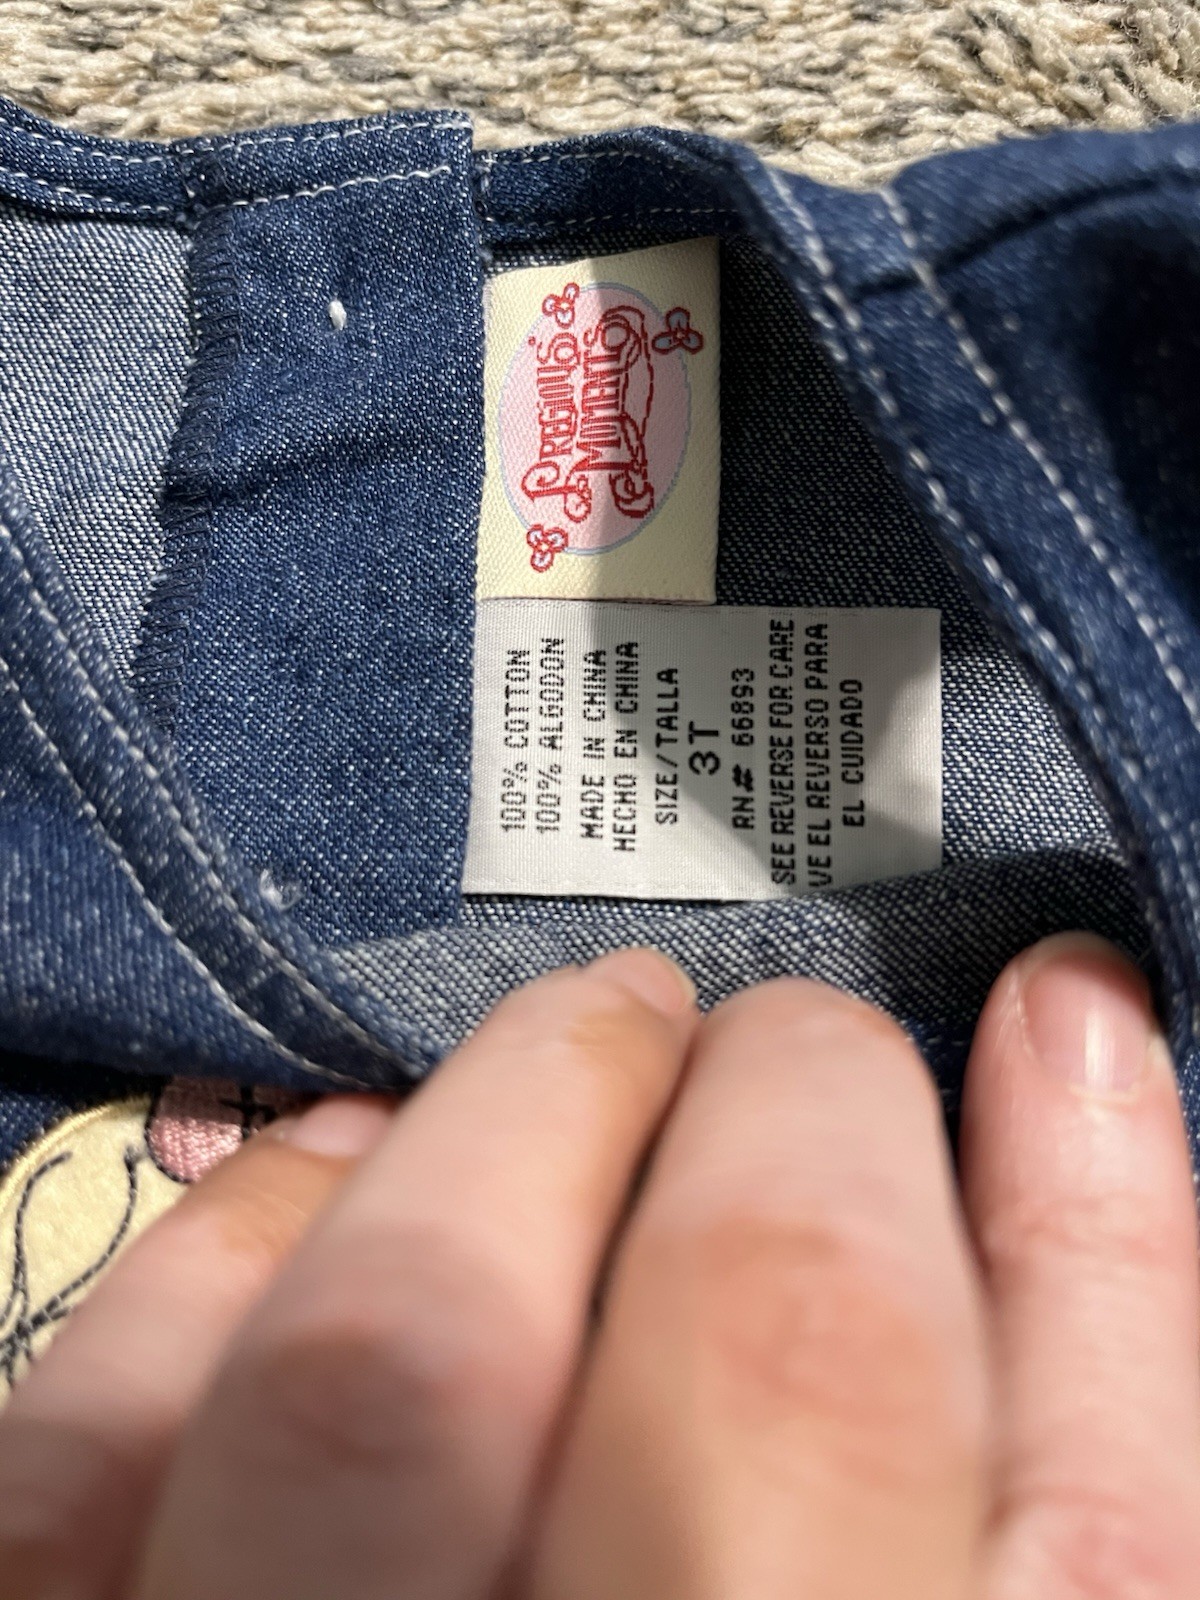 PRECIOUS
MOMENTS
100% COTTON
100% ALGODON
MADE IN CHINA
HECHO EN CHINA
SIZE/TALLA
3T
RN# 66893
SEE REVERSE FOR CARE
VE EL REVERSO PARA
EL CUIDADO